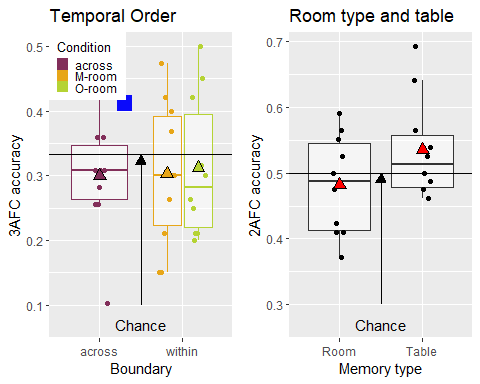 Temporal Order
Condition
across
M-room
O-room
0.5
0.4
0.3
0.2
0.1
3AFC accuracy
Chance
across
within
Boundary
Room type and table
0.7
0.6
0.5
0.4
0.3
2AFC accuracy
Chance
Room
Table
Memory type